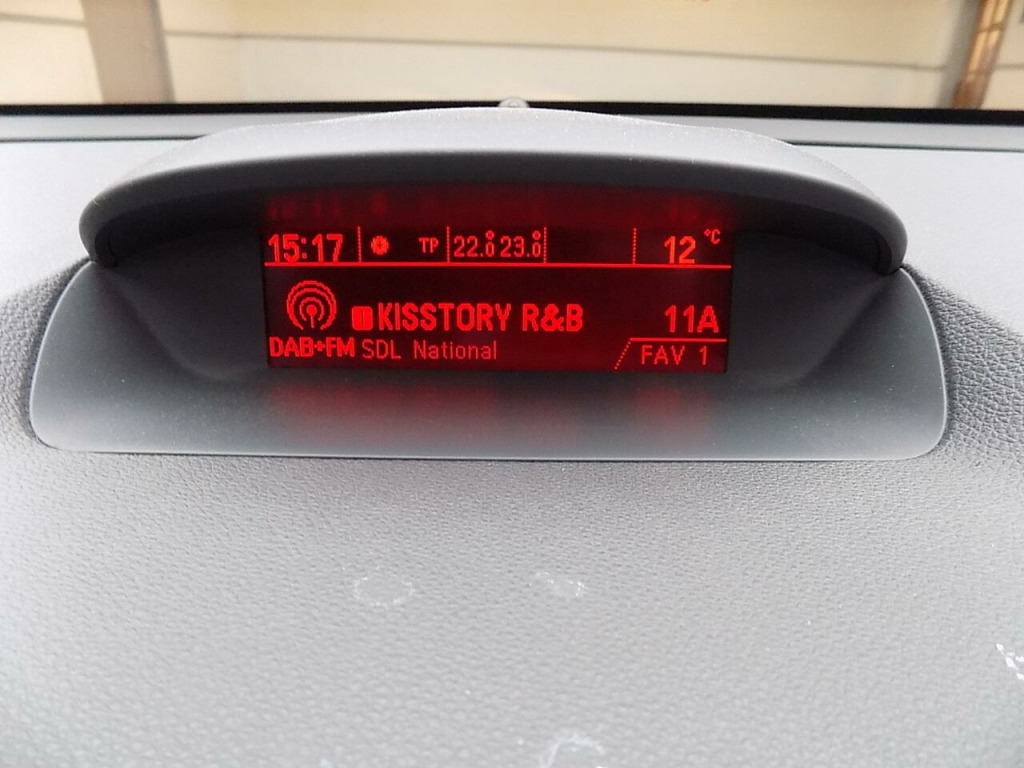 15:17 TP 22.0° 23.0° 12 °C
KISSTORY R&B 11A
DAB+FM SDL National FAV 1